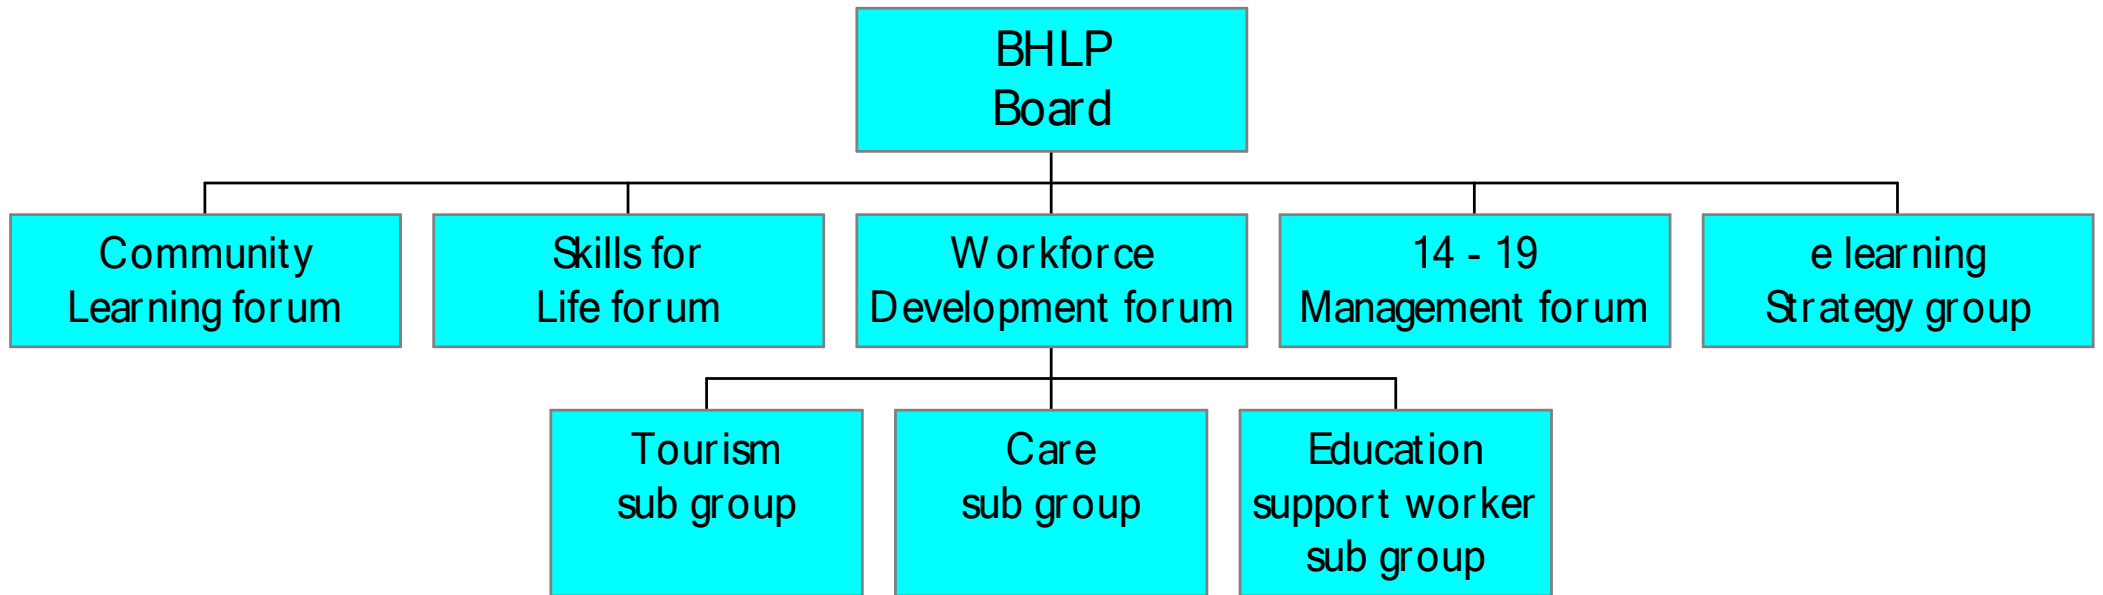 BHLP
Board
Community
Learning forum
Skills for
Life forum
Workforce
Development forum
14 - 19
Management forum
e learning
Strategy group
Tourism
sub group
Care
sub group
Education
support worker
sub group